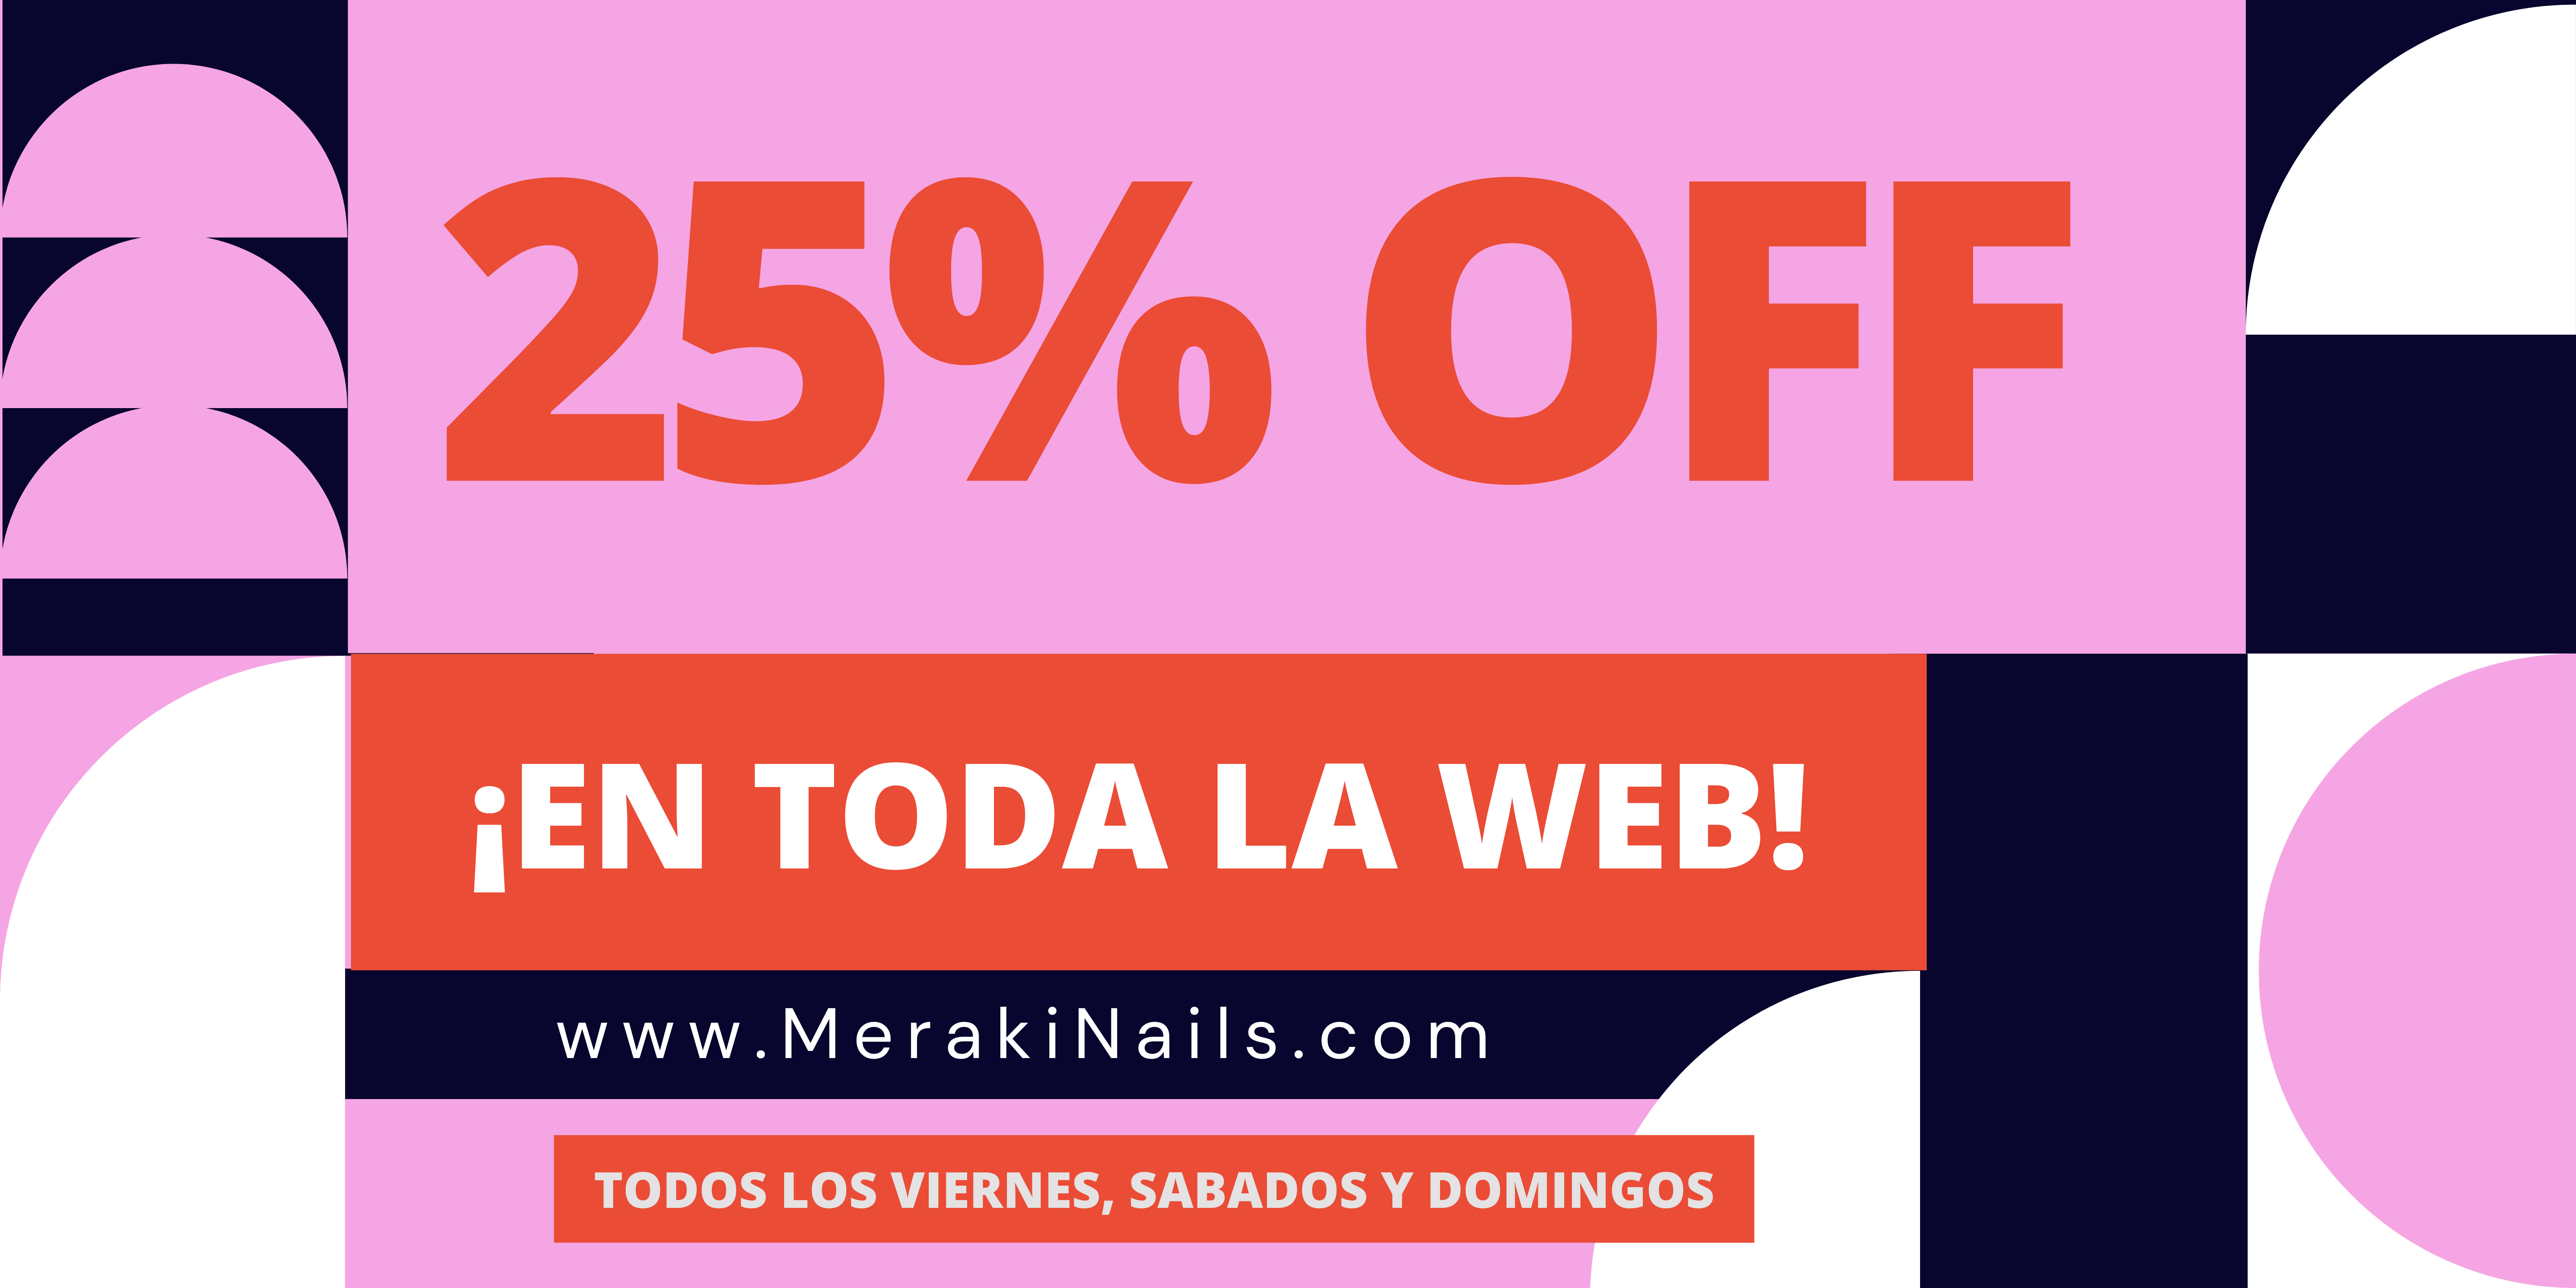 25% OFF
¡EN TODA LA WEB!
www.MerakiNails.com
TODOS LOS VIERNES, SABADOS Y DOMINGOS